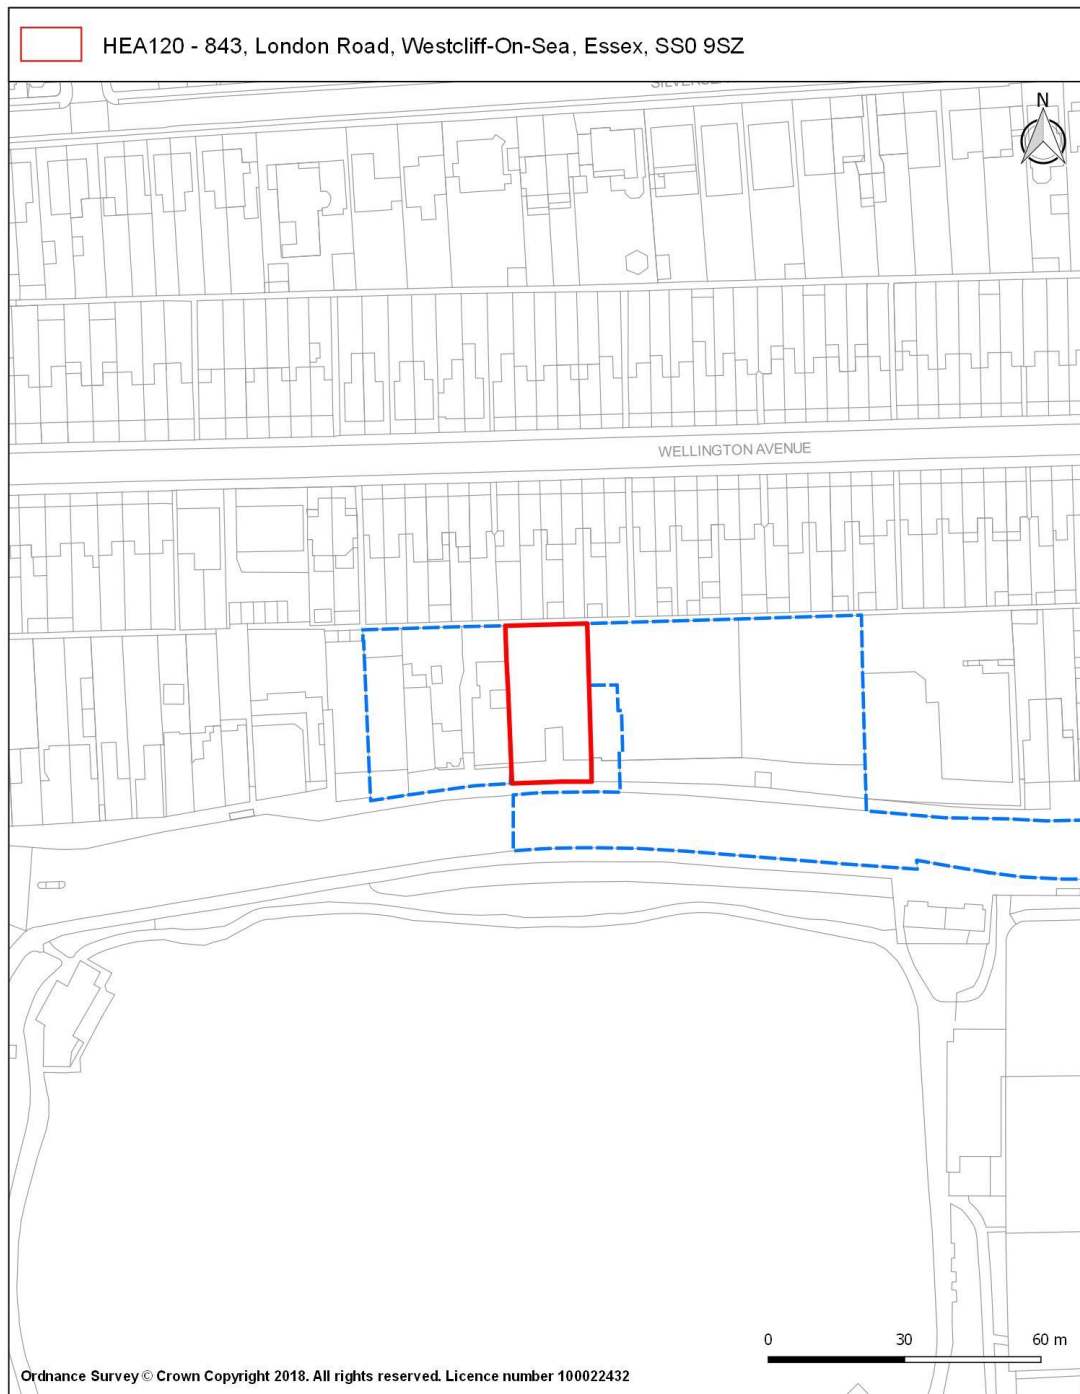 HEA120 - 843, London Road, Westcliff-On-Sea, Essex, SS0 9SZ
N
WELLINGTON AVENUE
0 30 60 m
Ordnance Survey © Crown Copyright 2018. All rights reserved. Licence number 100022432